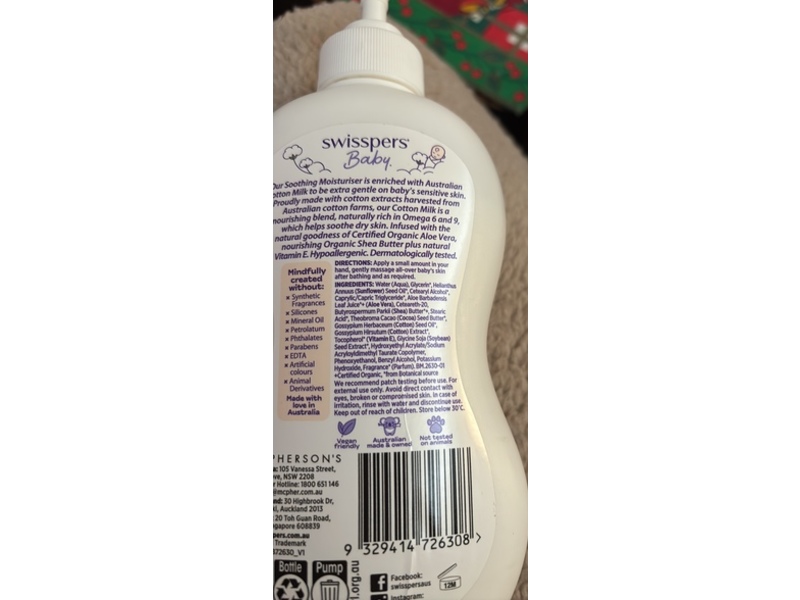 swisspers
Baby.
Our Soothing Moisturiser is enriched with Australian
Cotton Milk to be extra gentle on baby's sensitive skin.
Proudly made with cotton extracts harvested from
Australian cotton farms, our Cotton Milk is a
nourishing blend, naturally rich in Omega 6 and 9,
which helps soothe dry skin. Infused with the
natural goodness of Certified Organic Aloe Vera,
nourishing Organic Shea Butter plus natural
Vitamin E. Hypoallergenic. Dermatologically tested.
Mindfully
created
without:
× Synthetic
Fragrances
× Silicones
× Mineral Oil
× Petrolatum
× Phthalates
× Parabens
× EDTA
× Artificial
colours
× Animal
Derivatives
Made with
love in
Australia
DIRECTIONS: Apply a small amount in your
hand, gently massage all-over baby's skin
after bathing and as required.
INGREDIENTS: Water (Aqua), Glycerin*, Helianthus
Annuus (Sunflower) Seed Oil*, Cetearyl Alcohol*,
Caprylic/Capric Triglyceride*, Aloe Barbadensis
Leaf Juice*+ (Aloe Vera), Ceteareth-20,
Butyrospermum Parkii (Shea) Butter*+, Stearic
Acid*, Theobroma Cacao (Cocoa) Seed Butter*,
Gossypium Herbaceum (Cotton) Seed Oil*,
Gossypium Hirsutum (Cotton) Extract*,
Tocopherol* (Vitamin E), Glycine Soja (Soybean)
Seed Extract*, Hydroxyethyl Acrylate/Sodium
Acryloyldimethyl Taurate Copolymer,
Phenoxyethanol, Benzyl Alcohol, Potassium
Hydroxide, Fragrance* (Parfum). BM.2630-03
+Certified Organic, *from Botanical source
We recommend patch testing before use. For
external use only. Avoid direct contact with
eyes, broken or compromised skin. In case of
irritation, rinse with water and discontinue use.
Keep out of reach of children. Store below 30°C.
Vegan
friendly
Australian
made & owned
Not tested
on animals
PHERSON'S
105 Vanessa Street,
NSW 2208
Hotline: 1800 651 146
@mcpher.com.au
30 Highbrook Dr,
Auckland 2013
20 Toh Guan Road,
gapore 608839
pers.com.au
Trademark
372630_V1
9 329414 726308 >
Bottle
Pump
.org.au
Facebook:
swisspersaus
Instagram:
12M